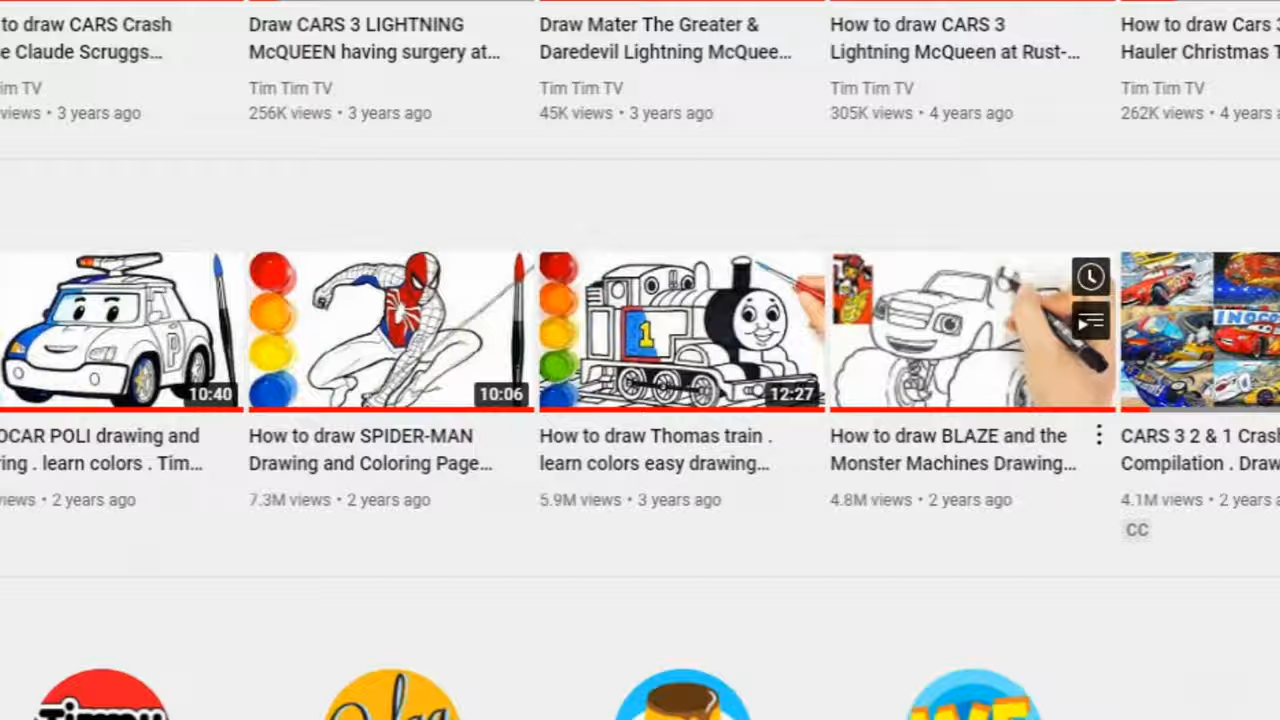 to draw CARS Crash
e Claude Scruggs...
im TV
views • 3 years ago
Draw CARS 3 LIGHTNING
McQUEEN having surgery at...
Tim Tim TV
256K views • 3 years ago
Draw Mater The Greater &
Daredevil Lightning McQuee...
Tim Tim TV
45K views • 3 years ago
How to draw CARS 3
Lightning McQueen at Rust-...
Tim Tim TV
305K views • 4 years ago
How to draw Cars 3
Hauler Christmas
Tim Tim TV
262K views • 4 years
P
10:40
10:06
1
12:27
OCAR POLI drawing and
ring . learn colors . Tim...
iews • 2 years ago
How to draw SPIDER-MAN
Drawing and Coloring Page...
7.3M views • 2 years ago
How to draw Thomas train .
learn colors easy drawing...
5.9M views • 3 years ago
How to draw BLAZE and the
Monster Machines Drawing...
4.8M views • 2 years ago
CARS 3 2 & 1 Crash
Compilation . Draw
4.1M views • 2 years a
CC
Timmy